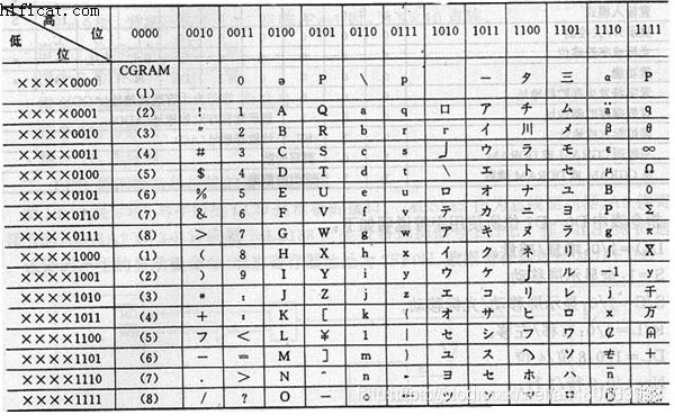 hificat.com
高 位
低 位
0000 0010 0011 0100 0101 0110 0111 1010 1011 1100 1101 1110 1111
××××0000 CGRAM (1) 0 ə P \ p — タ 三 α P
××××0001 (2) ! 1 A Q a q ロ ア チ ム ä q
××××0010 (3) " 2 B R b r r イ 川 メ β θ
××××0011 (4) # 3 C S c s 」 ウ ラ モ ε ∞
××××0100 (5) $ 4 D T d t \ エ ト セ μ Ω
××××0101 (6) % 5 E U e u ロ オ ナ ユ B 0
××××0110 (7) & 6 F V f v テ カ ニ ヨ P Σ
××××0111 (8) > 7 G W g w ア キ ヌ ラ g π
××××1000 (1) ( 8 H X h x イ ク ネ リ ∫ X̄
××××1001 (2) ) 9 I Y i y ウ ケ 」 ル −1 y
××××1010 (3) * : J Z j z エ コ リ レ j 千
××××1011 (4) + : K [ k オ サ ヒ ロ x 万
××××1100 (5) フ < L ¥ l | セ シ フ ワ ₵
××××1101 (6) — = M ] m ) ユ ス ヘ ソ +
××××1110 (7) . > N ^ n - ヨ セ ホ ハ n̄
××××1111 (8) / ? O - o